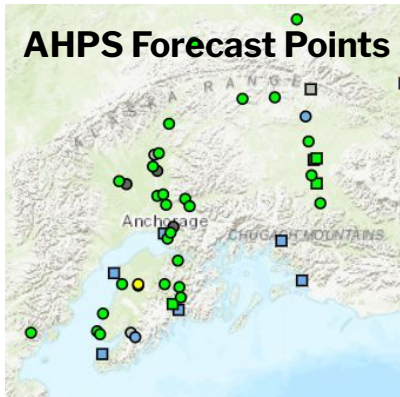 AHPS Forecast Points
ALASKA RANGE
Anchorage
CHUGACH MOUNTAINS